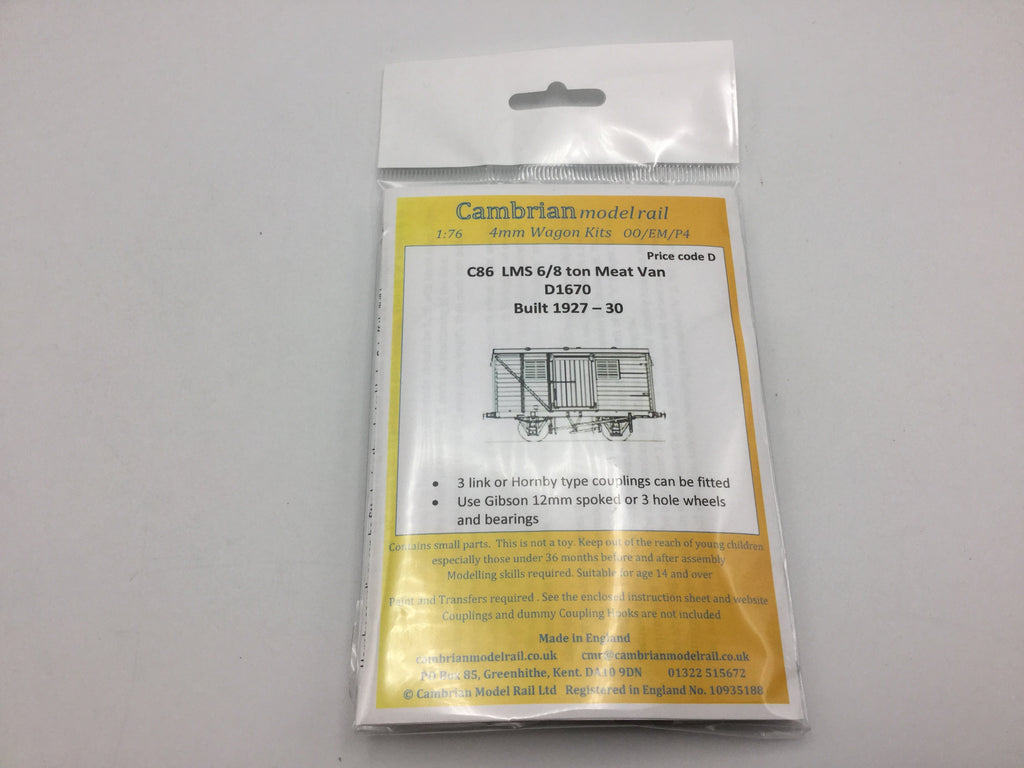 Cambrian model rail
1:76 4mm Wagon Kits OO/EM/P4
Price code D
C86 LMS 6/8 ton Meat Van
D1670
Built 1927 – 30
• 3 link or Hornby type couplings can be fitted
• Use Gibson 12mm spoked or 3 hole wheels
and bearings
Contains small parts. This is not a toy. Keep out of the reach of young children
especially those under 36 months before and after assembly
Modelling skills required. Suitable for age 14 and over
Paint and Transfers required . See the enclosed instruction sheet and website
Couplings and dummy Coupling Hooks are not included
Made in England
cambrianmodelrail.co.uk cmr@cambrianmodelrail.co.uk
PO Box 85, Greenhithe, Kent. DA10 9DN 01322 515672
© Cambrian Model Rail Ltd Registered in England No. 10935188